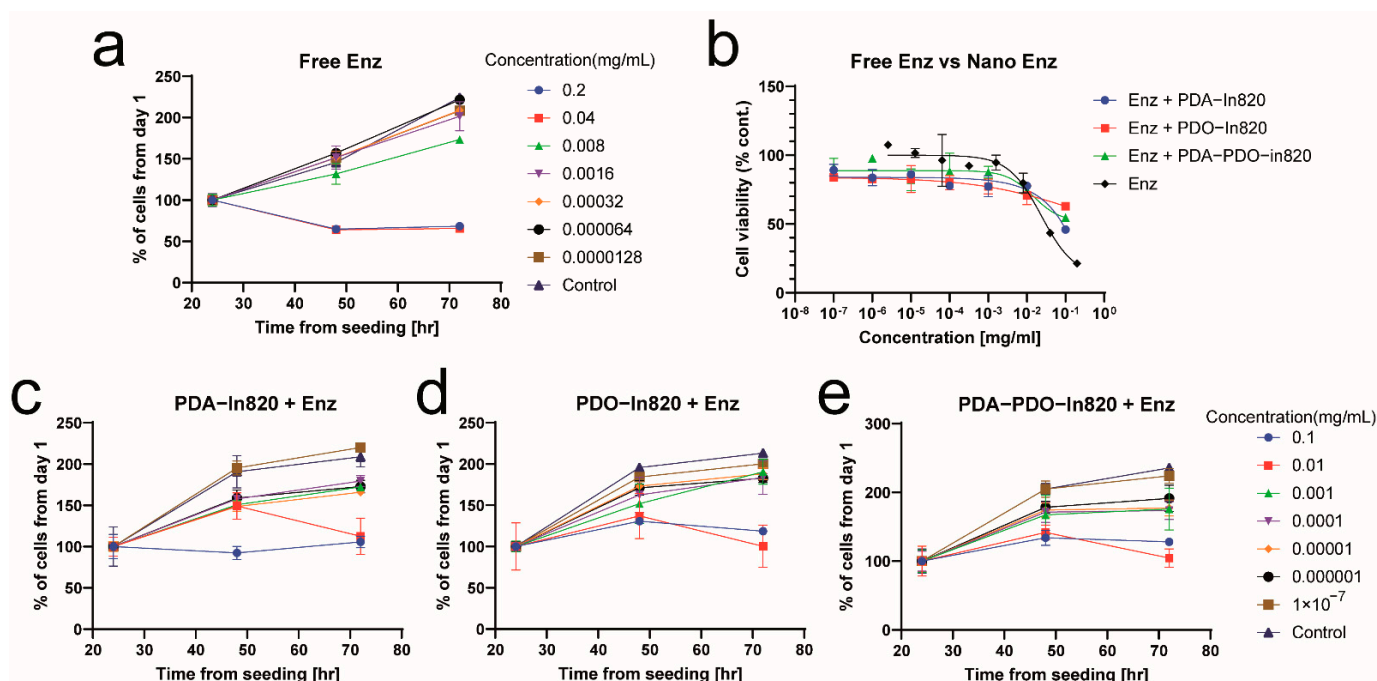 a
Free Enz
% of cells from day 1
250
200
150
100
50
0
20 30 40 50 60 70 80
Time from seeding [hr]
Concentration(mg/mL)
0.2
0.04
0.008
0.0016
0.00032
0.000064
0.0000128
Control
b
Free Enz vs Nano Enz
Cell viability (% cont.)
150
100
50
0
10⁻⁸ 10⁻⁷ 10⁻⁶ 10⁻⁵ 10⁻⁴ 10⁻³ 10⁻² 10⁻¹ 10⁰
Concentration [mg/ml]
Enz + PDA−In820
Enz + PDO−In820
Enz + PDA−PDO−in820
Enz
c
PDA−In820 + Enz
% of cells from day 1
250
200
150
100
50
0
20 30 40 50 60 70 80
Time from seeding [hr]
d
PDO−In820 + Enz
% of cells from day 1
250
200
150
100
50
0
20 30 40 50 60 70 80
Time from seeding [hr]
e
PDA−PDO−In820 + Enz
% of cells from day 1
300
200
100
0
20 30 40 50 60 70 80
Time from seeding [hr]
Concentration(mg/mL)
0.1
0.01
0.001
0.0001
0.00001
0.000001
1×10⁻⁷
Control